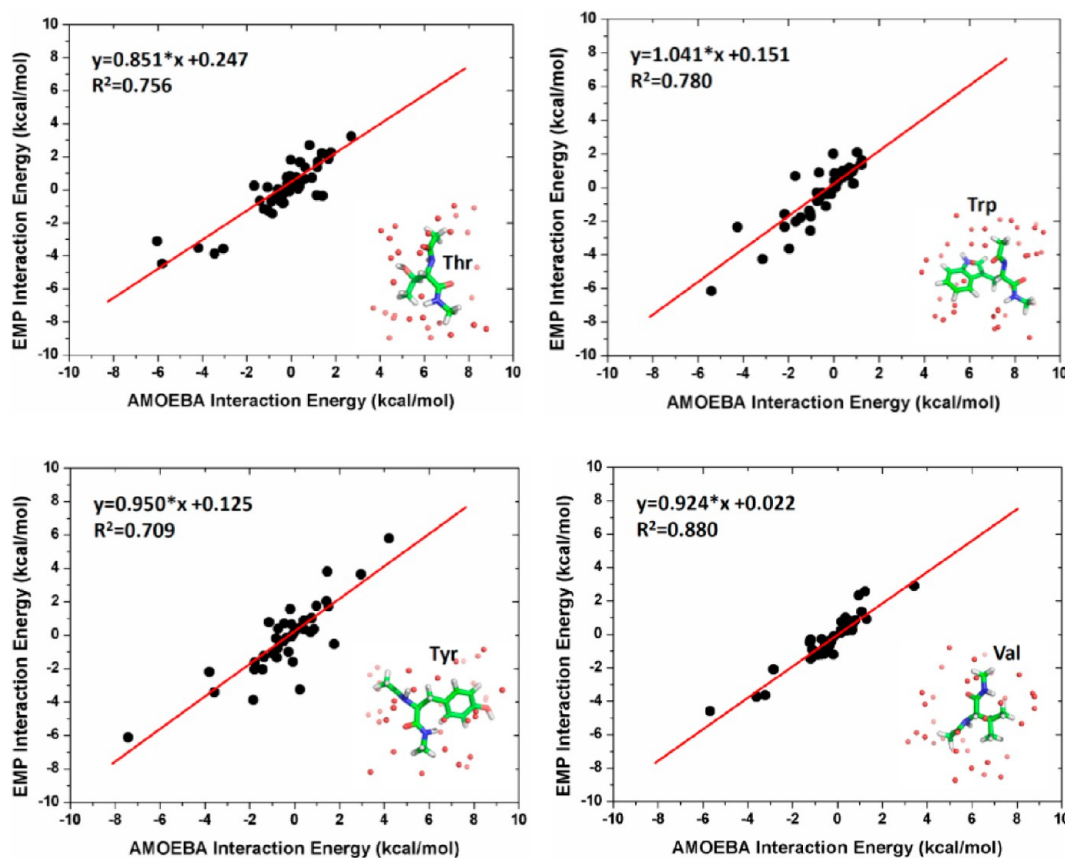 y=0.851*x +0.247
R²=0.756
Thr
EMP Interaction Energy (kcal/mol)
10
8
6
4
2
0
-2
-4
-6
-8
-10
-10 -8 -6 -4 -2 0 2 4 6 8 10
AMOEBA Interaction Energy (kcal/mol)
y=1.041*x +0.151
R²=0.780
Trp
EMP Interaction Energy (kcal/mol)
10
8
6
4
2
0
-2
-4
-6
-8
-10
-10 -8 -6 -4 -2 0 2 4 6 8 10
AMOEBA Interaction Energy (kcal/mol)
y=0.950*x +0.125
R²=0.709
Tyr
EMP Interaction Energy (kcal/mol)
10
8
6
4
2
0
-2
-4
-6
-8
-10
-10 -8 -6 -4 -2 0 2 4 6 8 10
AMOEBA Interaction Energy (kcal/mol)
y=0.924*x +0.022
R²=0.880
Val
EMP Interaction Energy (kcal/mol)
10
8
6
4
2
0
-2
-4
-6
-8
-10
-10 -8 -6 -4 -2 0 2 4 6 8 10
AMOEBA Interaction Energy (kcal/mol)